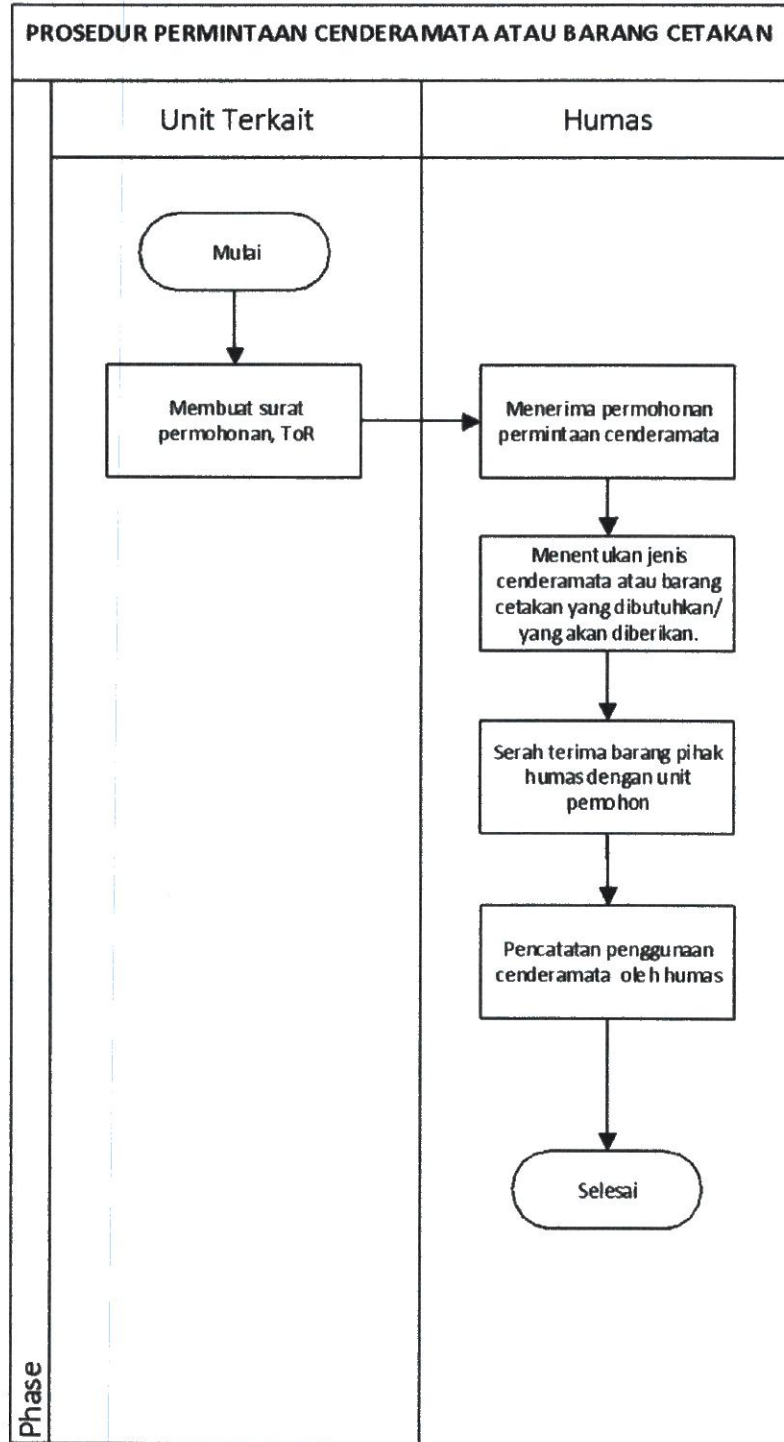 PROSEDUR PERMINTAAN CENDERAMATA ATAU BARANG CETAKAN
Unit Terkait
Humas
Mulai
Membuat surat
permohonan, ToR
Menerima permohonan
permintaan cenderamata
Menentukan jenis
cenderamata atau barang
cetakan yang dibutuhkan/
yang akan diberikan.
Serah terima barang pihak
humas dengan unit
pemohon
Pencatatan penggunaan
cenderamata oleh humas
Selesai
Phase